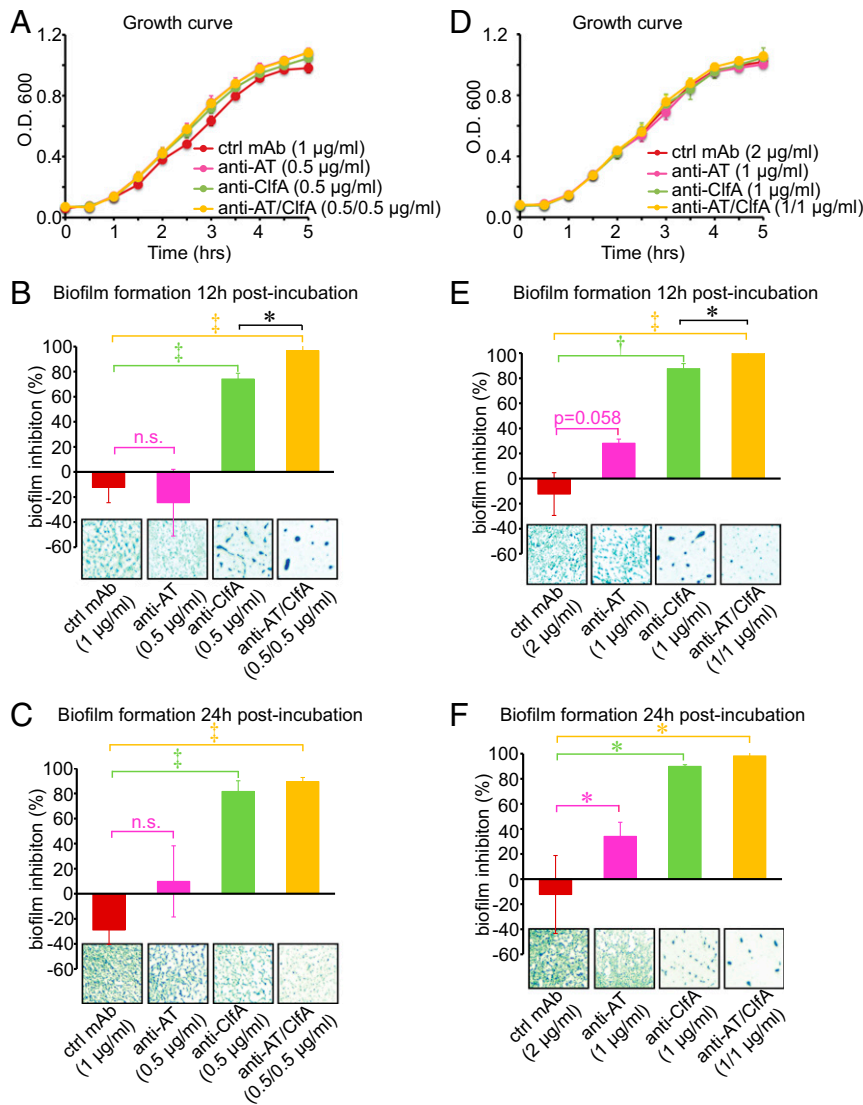 A
Growth curve
O.D. 600
1.2
0.8
0.4
0.0
0 1 2 3 4 5
Time (hrs)
ctrl mAb (1 µg/ml)
anti-AT (0.5 µg/ml)
anti-ClfA (0.5 µg/ml)
anti-AT/ClfA (0.5/0.5 µg/ml)
B
Biofilm formation 12h post-incubation
biofilm inhibiton (%)
100
80
60
40
20
0
-20
-40
-60
‡
‡
*
n.s.
ctrl mAb
(1 µg/ml)
anti-AT
(0.5 µg/ml)
anti-ClfA
(0.5 µg/ml)
anti-AT/ClfA
(0.5/0.5 µg/ml)
C
Biofilm formation 24h post-incubation
biofilm inhibiton (%)
100
80
60
40
20
0
-20
-40
-60
‡
‡
n.s.
ctrl mAb
(1 µg/ml)
anti-AT
(0.5 µg/ml)
anti-ClfA
(0.5 µg/ml)
anti-AT/ClfA
(0.5/0.5 µg/ml)
D
Growth curve
O.D. 600
1.2
0.8
0.4
0.0
0 1 2 3 4 5
Time (hrs)
ctrl mAb (2 µg/ml)
anti-AT (1 µg/ml)
anti-ClfA (1 µg/ml)
anti-AT/ClfA (1/1 µg/ml)
E
Biofilm formation 12h post-incubation
biofilm inhibiton (%)
100
80
60
40
20
0
-20
-40
-60
‡
†
*
p=0.058
ctrl mAb
(2 µg/ml)
anti-AT
(1 µg/ml)
anti-ClfA
(1 µg/ml)
anti-AT/ClfA
(1/1 µg/ml)
F
Biofilm formation 24h post-incubation
biofilm inhibiton (%)
100
80
60
40
20
0
-20
-40
-60
*
*
*
ctrl mAb
(2 µg/ml)
anti-AT
(1 µg/ml)
anti-ClfA
(1 µg/ml)
anti-AT/ClfA
(1/1 µg/ml)